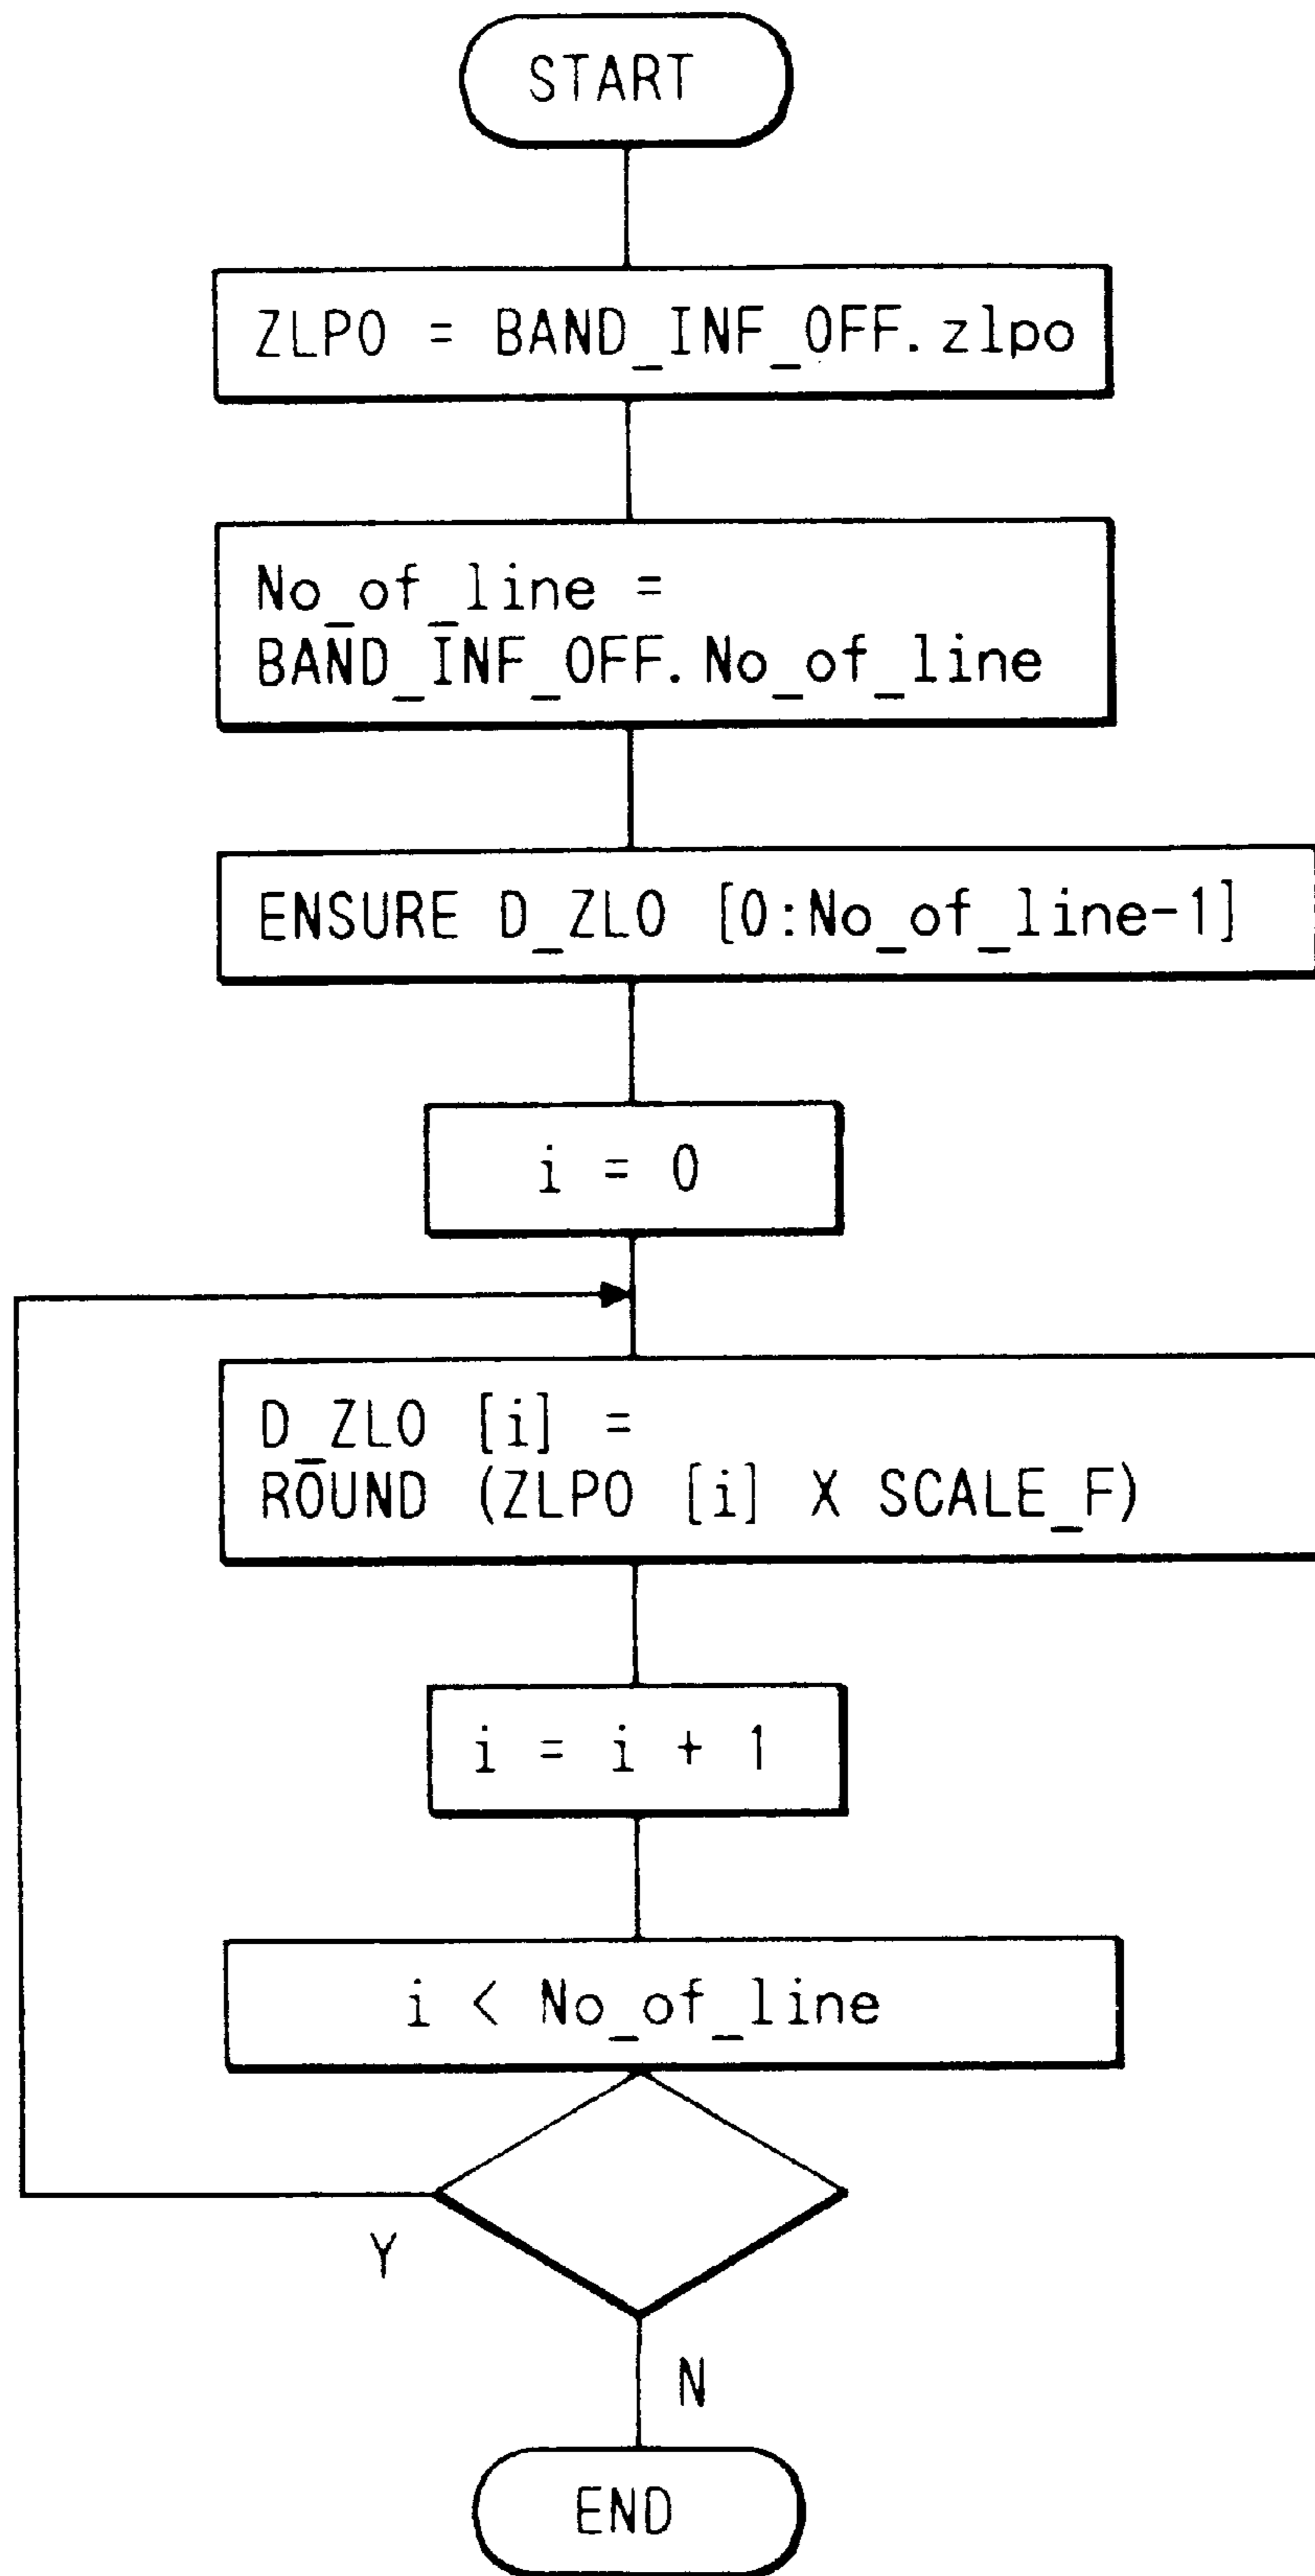 START
ZLPO = BAND_INF_OFF.zlpo
No_of_line =
BAND_INF_OFF.No_of_line
ENSURE D_ZLO [0:No_of_line-1]
i = 0
D_ZLO [i] =
ROUND (ZLPO [i] X SCALE_F)
i = i + 1
i < No_of_line
Y
N
END